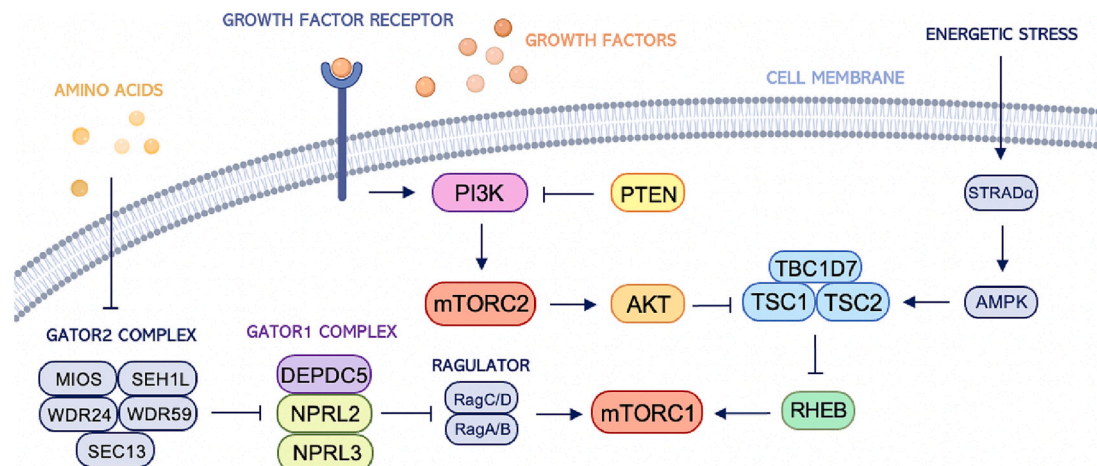 GROWTH FACTOR RECEPTOR
GROWTH FACTORS
ENERGETIC STRESS
AMINO ACIDS
CELL MEMBRANE
PI3K
PTEN
STRADα
TBC1D7
mTORC2
AKT
TSC1
TSC2
AMPK
GATOR2 COMPLEX
GATOR1 COMPLEX
RAGULATOR
MIOS
SEH1L
DEPDC5
RagC/D
WDR24
WDR59
NPRL2
RagA/B
mTORC1
RHEB
SEC13
NPRL3